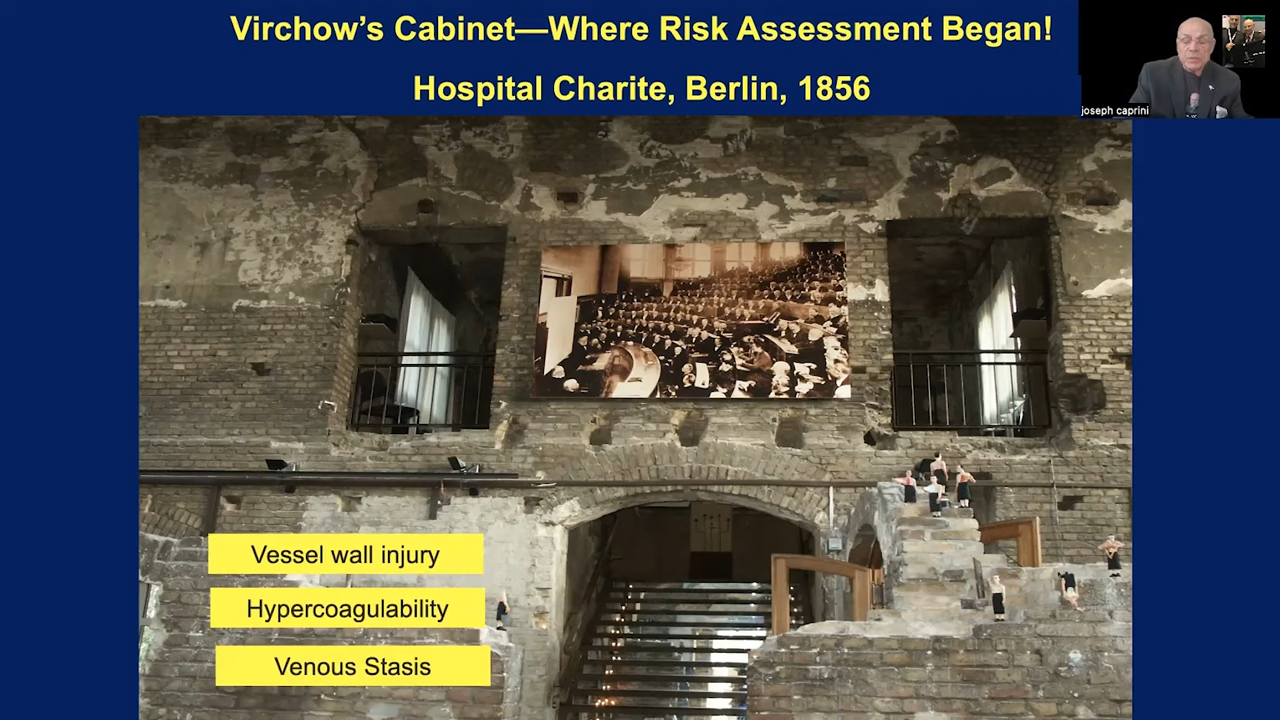 Virchow's Cabinet—Where Risk Assessment Began!
Hospital Charite, Berlin, 1856
joseph caprini
Vessel wall injury
Hypercoagulability
Venous Stasis